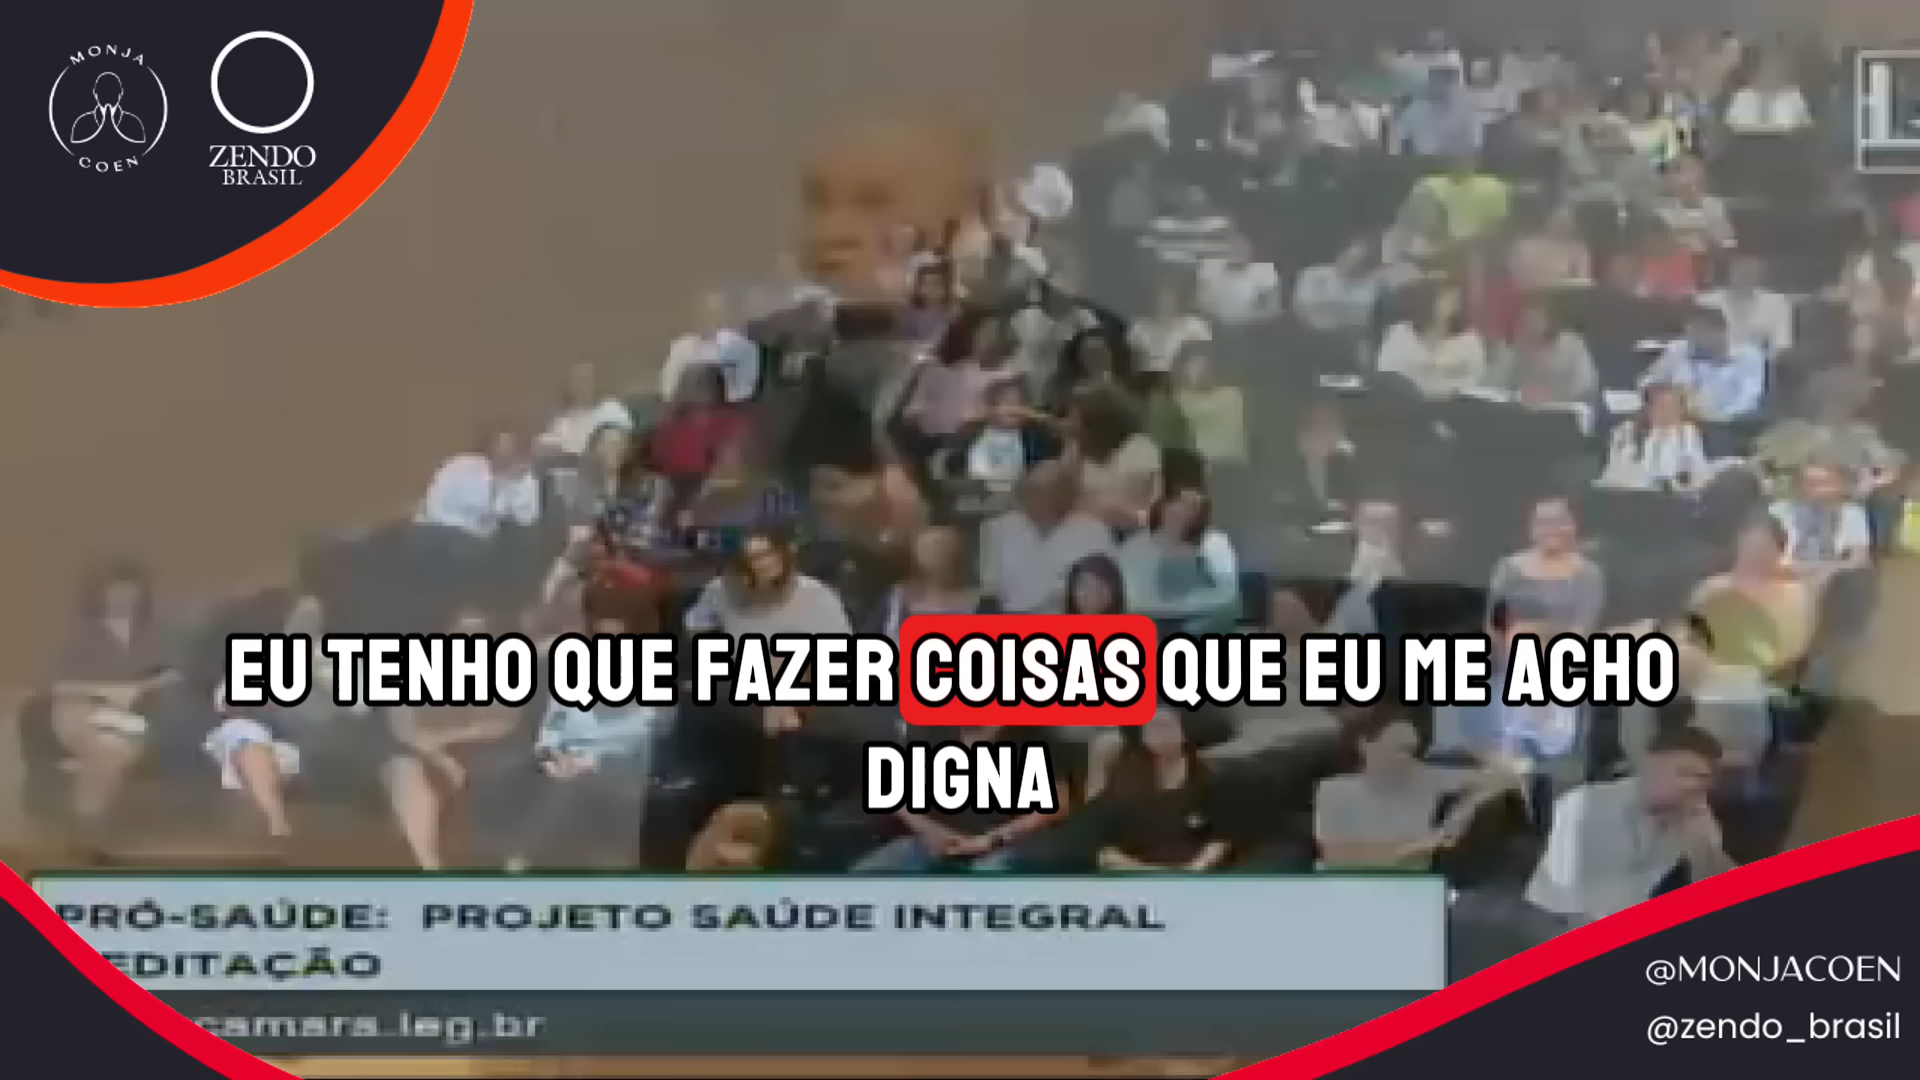 MONJA
COEN
ZENDO
BRASIL
EU TENHO QUE FAZER COISAS QUE EU ME ACHO
DIGNA
PRÓ-SAÚDE: PROJETO SAÚDE INTEGRAL
EDITAÇÃO
camara.leg.br
@MONJACOEN
@zendo_brasil